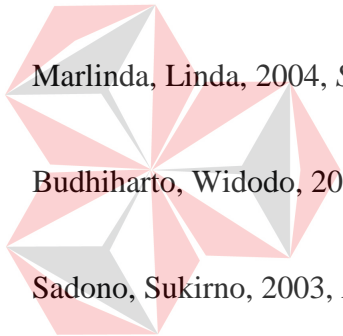 Marlinda, Linda, 2004,
Budhiharto, Widodo, 20
Sadono, Sukirno, 2003,